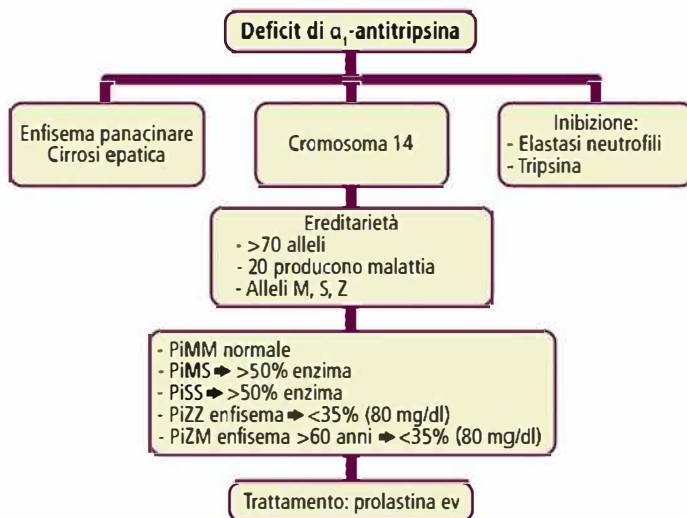 Deficit di α₁-antitripsina
Enfisema panacinare
Cirrosi epatica
Cromosoma 14
Inibizione:
- Elastasi neutrofili
- Tripsina
Ereditarietà
- >70 alleli
- 20 producono malattia
- Alleli M, S, Z
- PiMM normale
- PiMS ➡ >50% enzima
- PiSS ➡ >50% enzima
- PiZZ enfisema ➡ <35% (80 mg/dl)
- PiZM enfisema >60 anni ➡ <35% (80 mg/dl)
Trattamento: prolastina ev